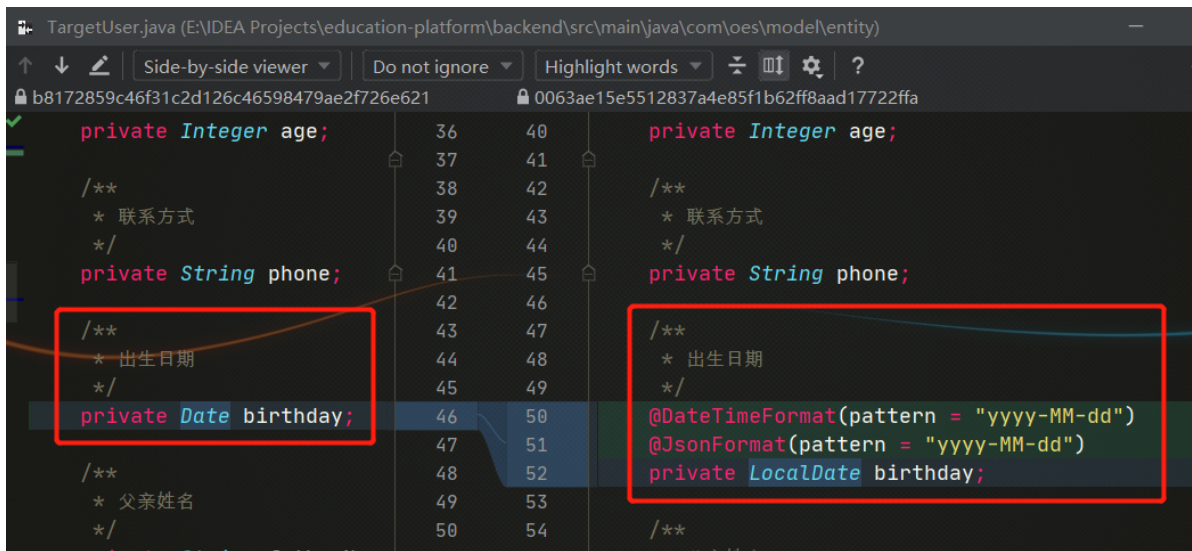 TargetUser.java (E:\IDEA Projects\education-platform\backend\src\main\java\com\oes\model\entity)
Side-by-side viewer Do not ignore Highlight words ?
b8172859c46f31c2d126c46598479ae2f726e621 0063ae15e5512837a4e85f1b62ff8aad17722ffa
private Integer age; 36 40 private Integer age;
37 41
/** 38 42 /**
* 联系方式 39 43 * 联系方式
*/ 40 44 */
private String phone; 41 45 private String phone;
42 46
/** 43 47 /**
* 出生日期 44 48 * 出生日期
*/ 45 49 */
private Date birthday; 46 50 @DateTimeFormat(pattern = "yyyy-MM-dd")
47 51 @JsonFormat(pattern = "yyyy-MM-dd")
/** 48 52 private LocalDate birthday;
* 父亲姓名 49 53
*/ 50 54 /**